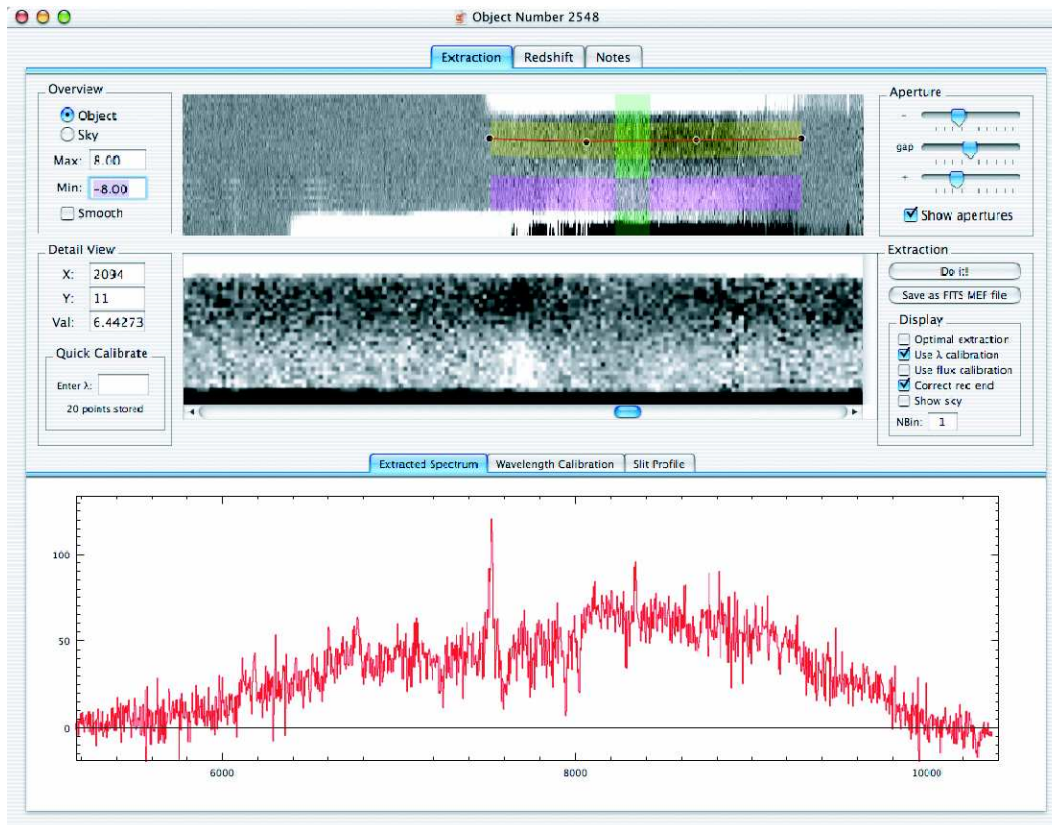 Object Number 2548
Extraction Redshift Notes
Overview
Object
Sky
Max: 8.00
Min: -8.00
Smooth
Aperture
-
gap
+
Show apertures
Detail View
X: 2094
Y: 11
Val: 6.44273
Quick Calibrate
Enter λ:
20 points stored
Extraction
Do it!
Save as FITS MEF file
Display
Optimal extraction
Use λ calibration
Use flux calibration
Correct red end
Show sky
NBin: 1
Extracted Spectrum Wavelength Calibration Slit Profile
100
50
0
6000 8000 10000